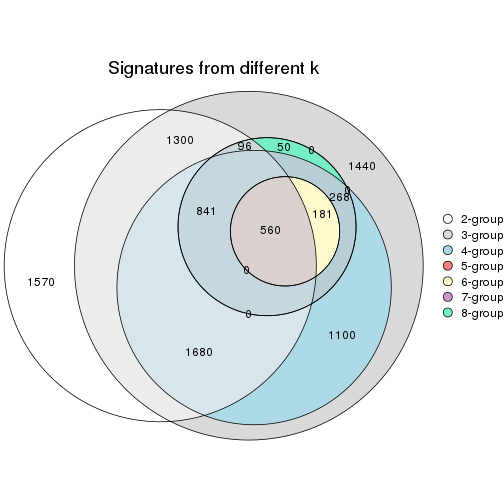 Signatures from different k
1300
96
50
0
1440
0
268
841
181
560
0
1570
0
1100
1680
2-group
3-group
4-group
5-group
6-group
7-group
8-group